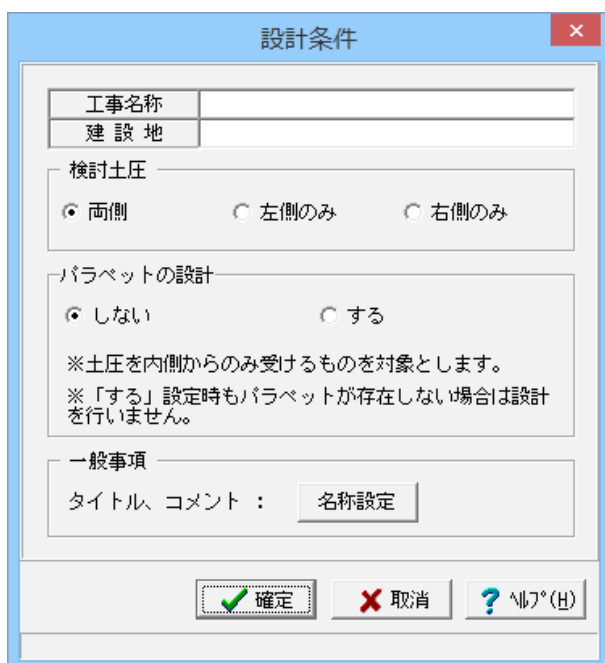 設計条件
工事名称
建 設 地
検討土圧
両側 左側のみ 右側のみ
パラペットの設計
しない する
※土圧を内側からのみ受けるものを対象とします。
※「する」設定時もパラペットが存在しない場合は設計
を行いません。
一般事項
タイトル、コメント : 名称設定
確定 取消 ? ヘルプ(H)